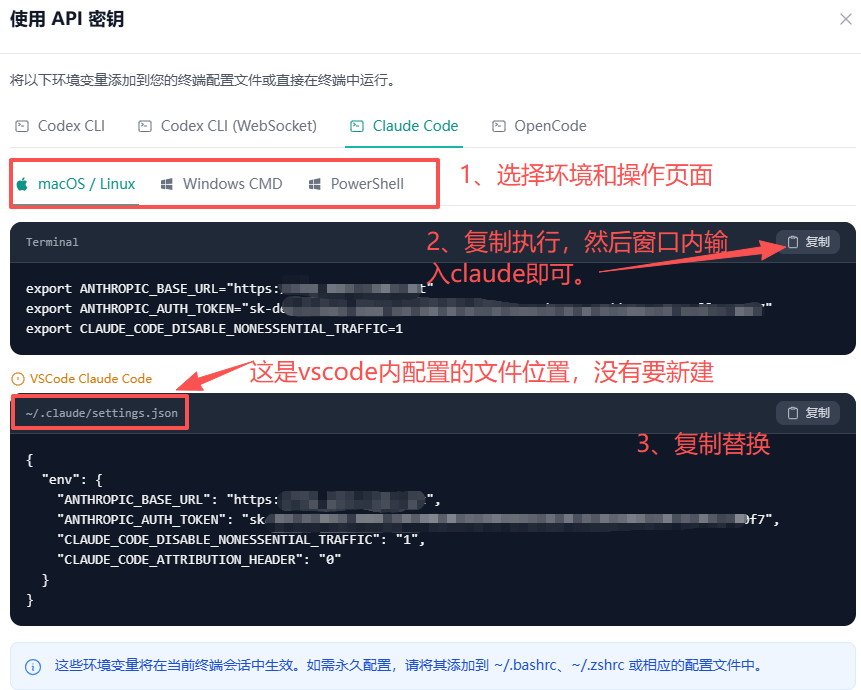 使用 API 密钥
将以下环境变量添加到您的终端配置文件或直接在终端中运行。
Codex CLI
Codex CLI (WebSocket)
Claude Code
OpenCode
macOS / Linux
Windows CMD
PowerShell
1、选择环境和操作页面
Terminal
2、复制执行，然后窗口内输
入claude即可。
复制
export ANTHROPIC_BASE_URL="https:
export ANTHROPIC_AUTH_TOKEN="sk-de
export CLAUDE_CODE_DISABLE_NONESSENTIAL_TRAFFIC=1
VSCode Claude Code
这是vscode内配置的文件位置，没有要新建
~/.claude/settings.json
复制
3、复制替换
{
"env": {
"ANTHROPIC_BASE_URL": "https: ",
"ANTHROPIC_AUTH_TOKEN": "sk 0f7",
"CLAUDE_CODE_DISABLE_NONESSENTIAL_TRAFFIC": "1",
"CLAUDE_CODE_ATTRIBUTION_HEADER": "0"
}
}
这些环境变量将在当前终端会话中生效。如需永久配置，请将其添加到 ~/.bashrc、~/.zshrc 或相应的配置文件中。